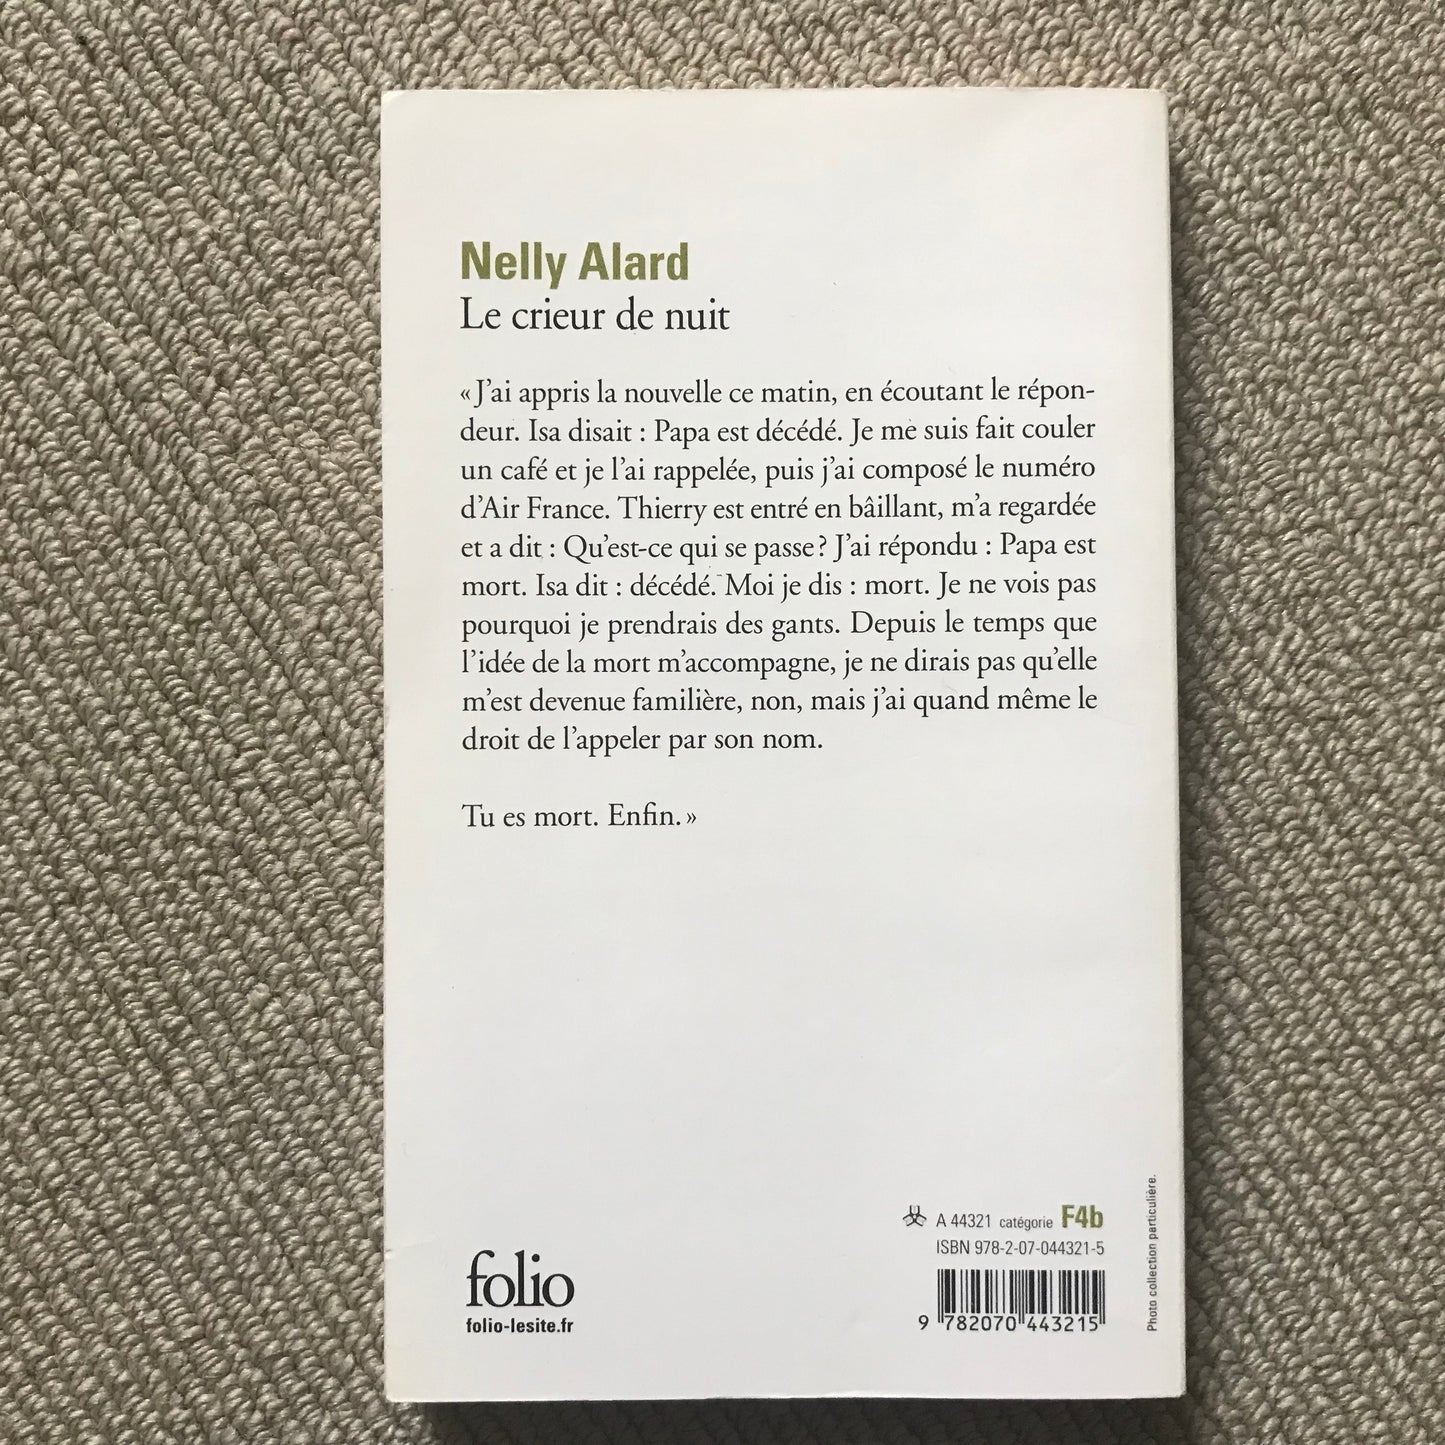 Nelly Alard
Le crieur de nuit
« J'ai appris la nouvelle ce matin, en écoutant le répon-
deur. Isa disait : Papa est décédé. Je me suis fait couler
un café et je l'ai rappelée, puis j'ai composé le numéro
d'Air France. Thierry est entré en bâillant, m'a regardée
et a dit : Qu'est-ce qui se passe ? J'ai répondu : Papa est
mort. Isa dit : décédé. Moi je dis : mort. Je ne vois pas
pourquoi je prendrais des gants. Depuis le temps que
l'idée de la mort m'accompagne, je ne dirais pas qu'elle
m'est devenue familière, non, mais j'ai quand même le
droit de l'appeler par son nom.
Tu es mort. Enfin. »
folio
folio-lesite.fr
A 44321 catégorie F4b
ISBN 978-2-07-044321-5
9 782070 443215
Photo collection particulière.